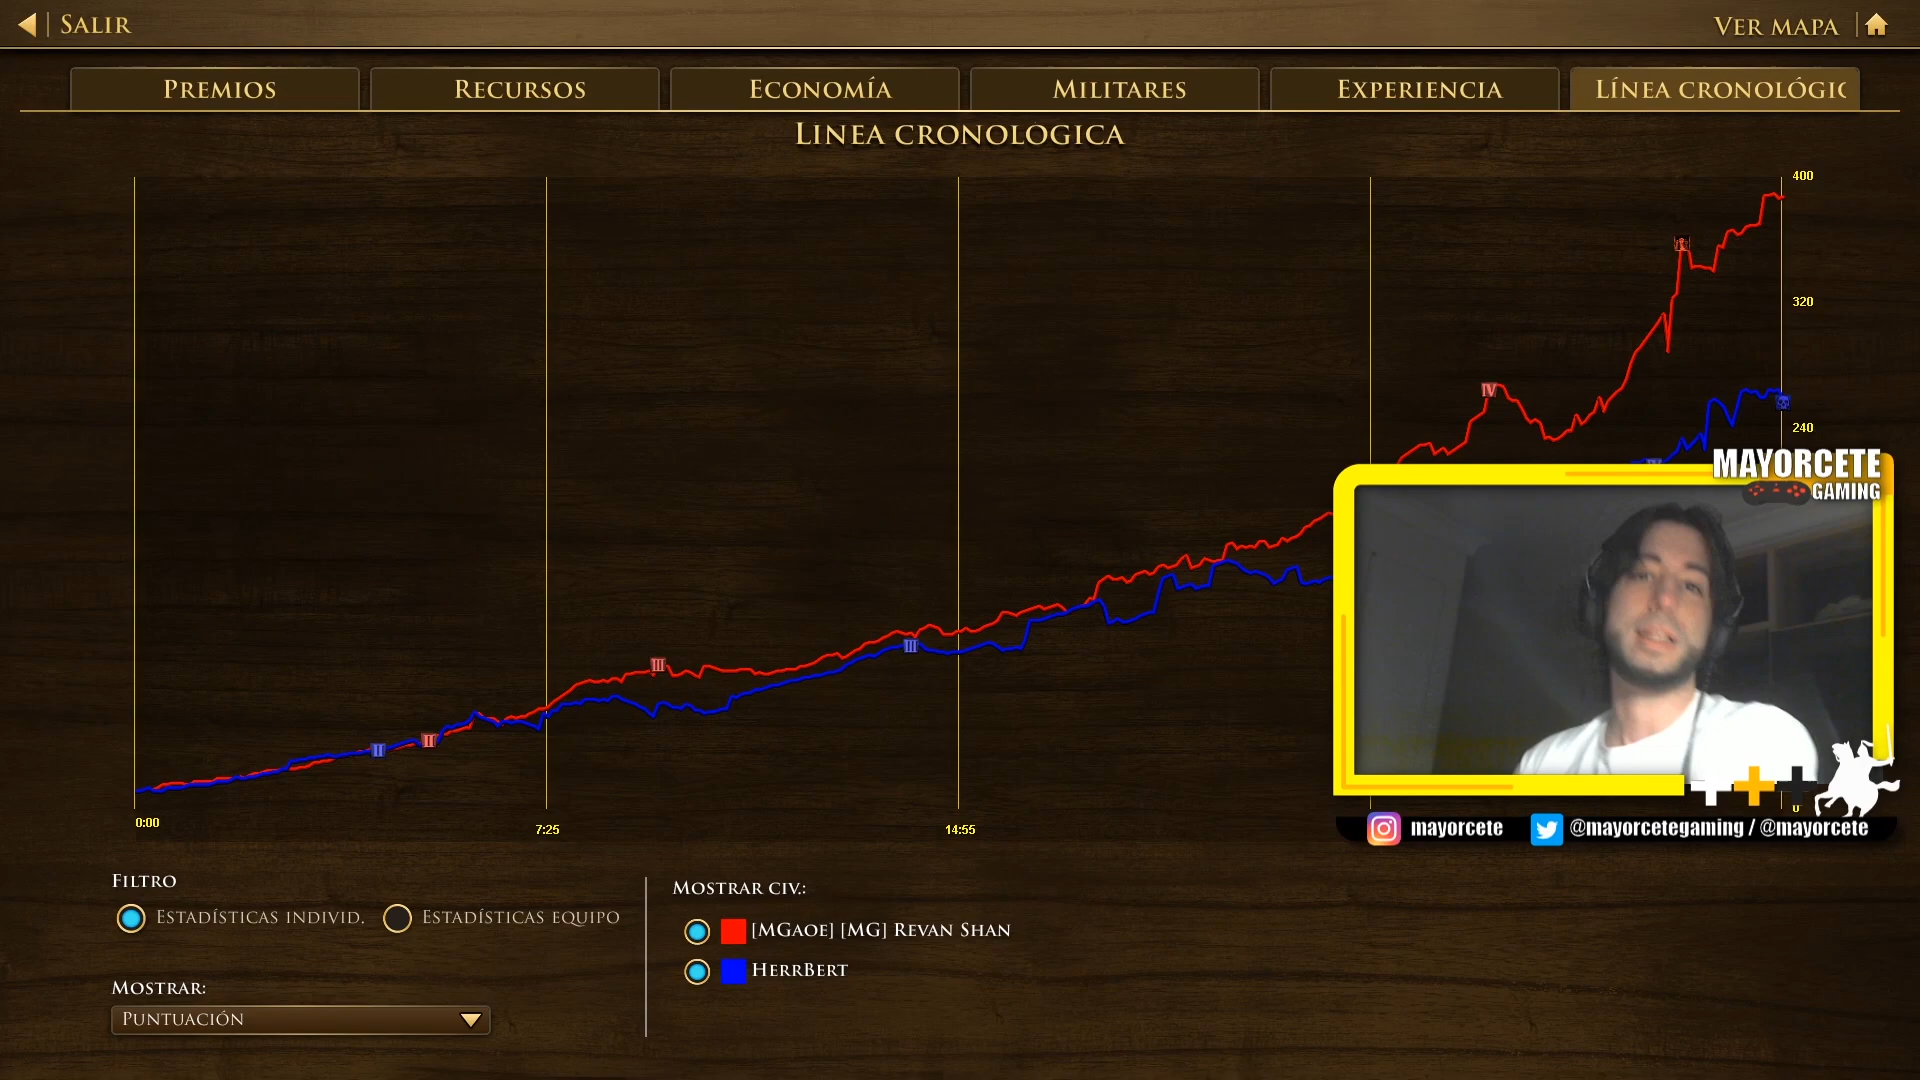 SALIR
VER MAPA
PREMIOS
RECURSOS
ECONOMÍA
MILITARES
EXPERIENCIA
LÍNEA CRONOLÓGIC
LINEA CRONOLOGICA
400
320
240
0
IV
III
III
II
II
0:00
7:25
14:55
MAYORCETE
GAMING
mayorcete
@mayorcetegaming / @mayorcete
FILTRO
ESTADÍSTICAS INDIVID.
ESTADÍSTICAS EQUIPO
MOSTRAR:
PUNTUACIÓN
MOSTRAR CIV.:
[MGAOE] [MG] REVAN SHAN
HERRBERT